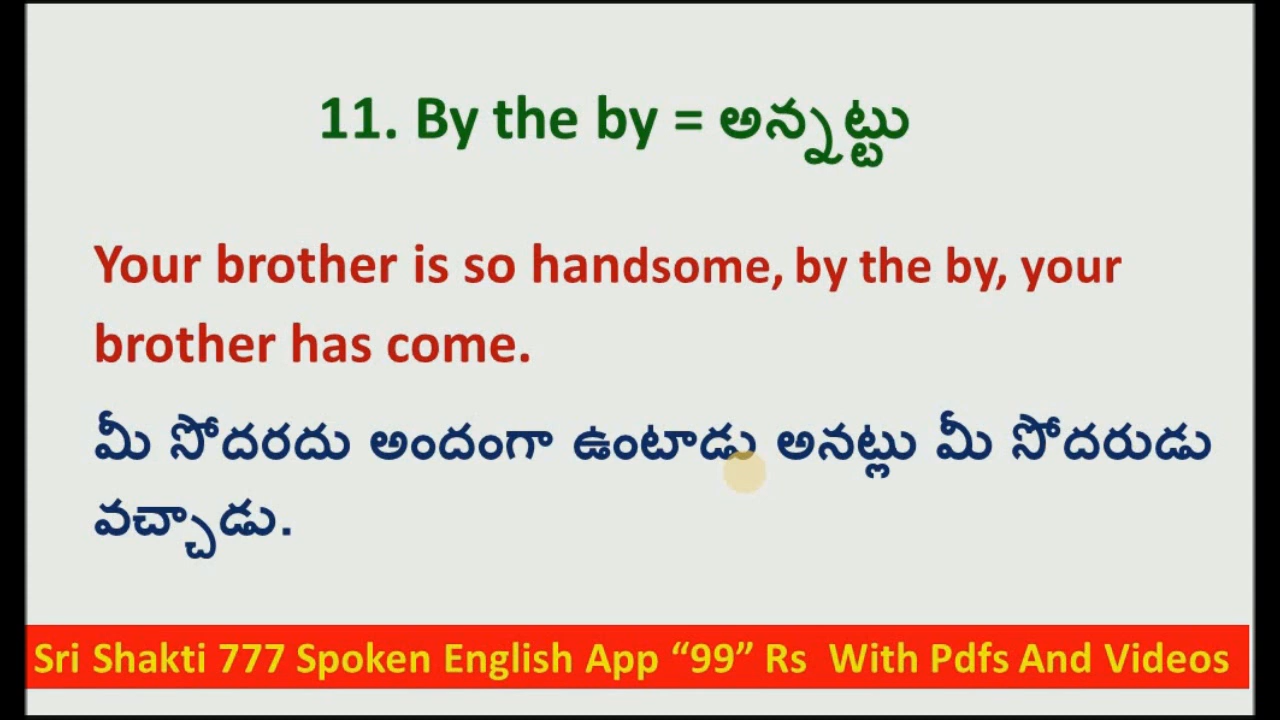 11. By the by = అన్నట్టు
Your brother is so handsome, by the by, your
brother has come.
మీ సోదరదు అందంగా ఉంటాడు అనట్లు మీ సోదరుడు
వచ్చాడు.
Sri Shakti 777 Spoken English App “99” Rs With Pdfs And Videos